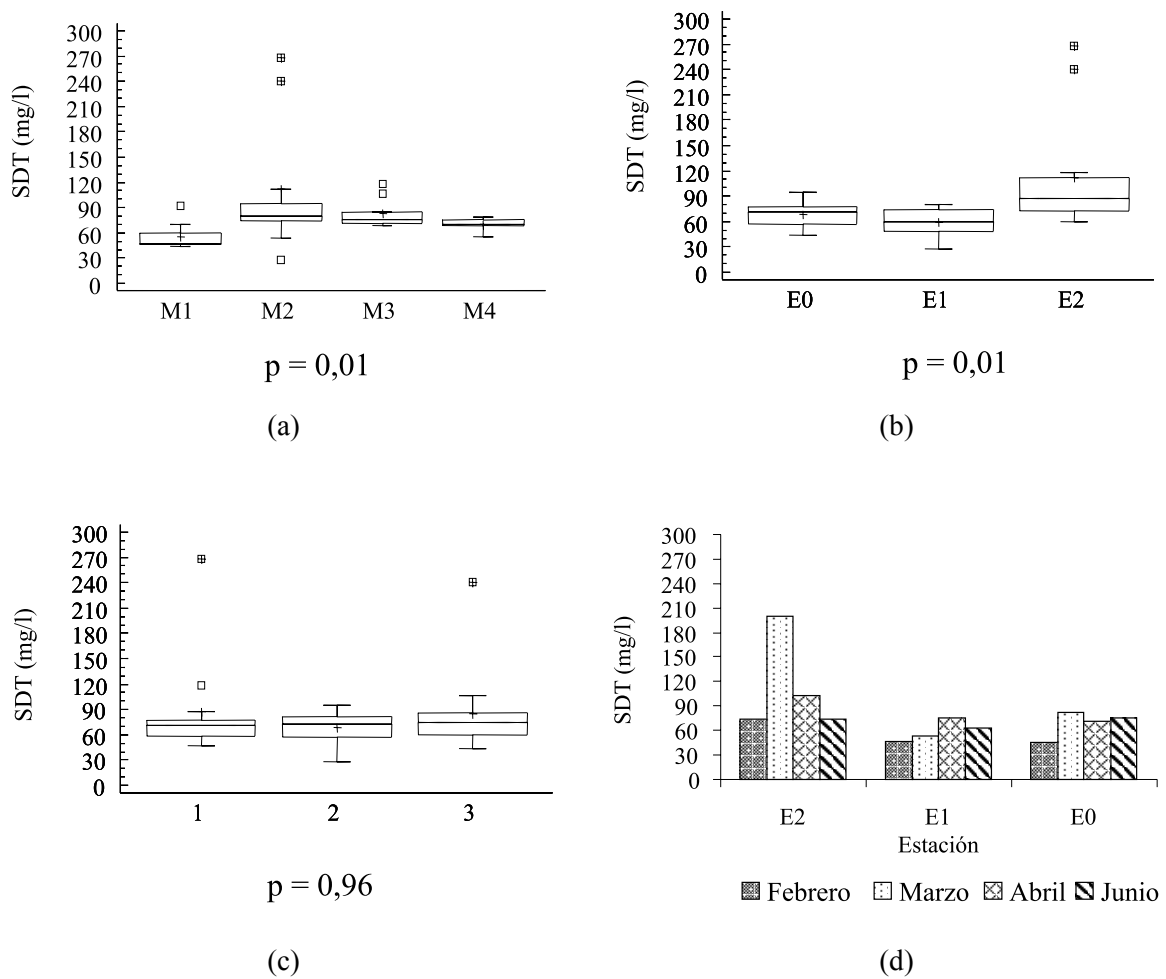 SDT (mg/l)
300
270
240
210
180
150
120
90
60
30
0
M1 M2 M3 M4
p = 0,01
(a)
SDT (mg/l)
300
270
240
210
180
150
120
90
60
30
0
E0 E1 E2
p = 0,01
(b)
SDT (mg/l)
300
270
240
210
180
150
120
90
60
30
0
1 2 3
p = 0,96
(c)
SDT (mg/l)
300
270
240
210
180
150
120
90
60
30
0
E2 E1 E0
Estación
Febrero Marzo Abril Junio
(d)